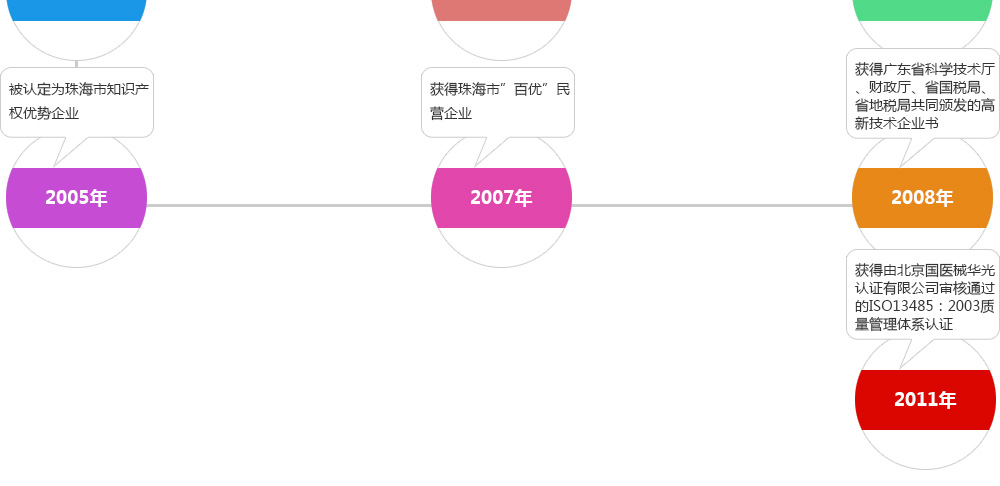 被认定为珠海市知识产
权优势企业
2005年
获得珠海市”百优”民
营企业
2007年
获得广东省科学技术厅
、财政厅、省国税局、
省地税局共同颁发的高
新技术企业书
2008年
获得由北京国医械华光
认证有限公司审核通过
的ISO13485：2003质
量管理体系认证
2011年